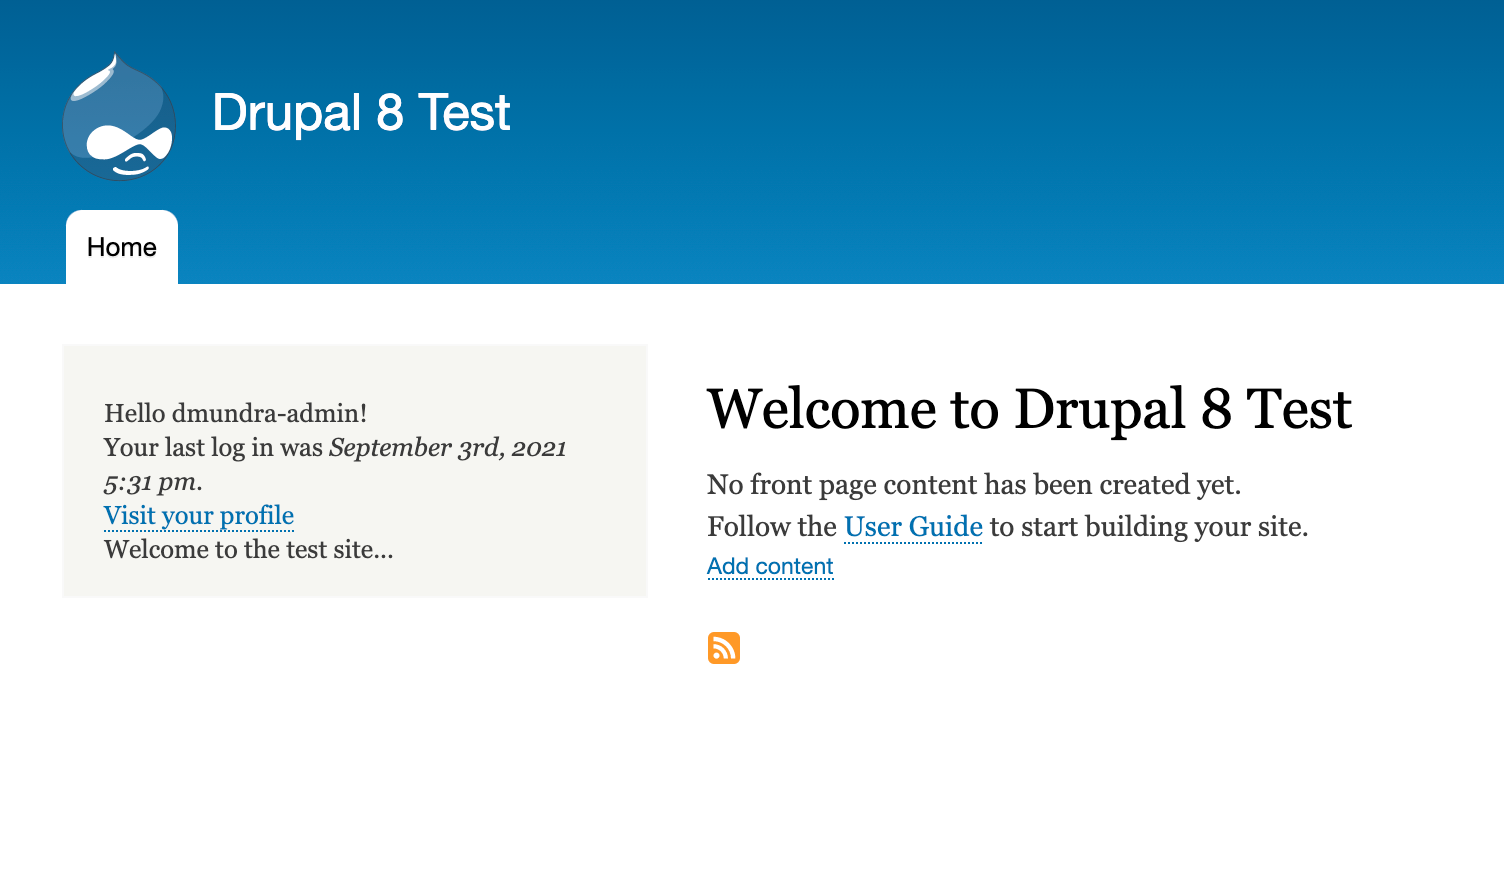 Drupal 8 Test
Home
Hello dmundra-admin!
Your last log in was September 3rd, 2021
5:31 pm.
Visit your profile
Welcome to the test site...
Welcome to Drupal 8 Test
No front page content has been created yet.
Follow the User Guide to start building your site.
Add content